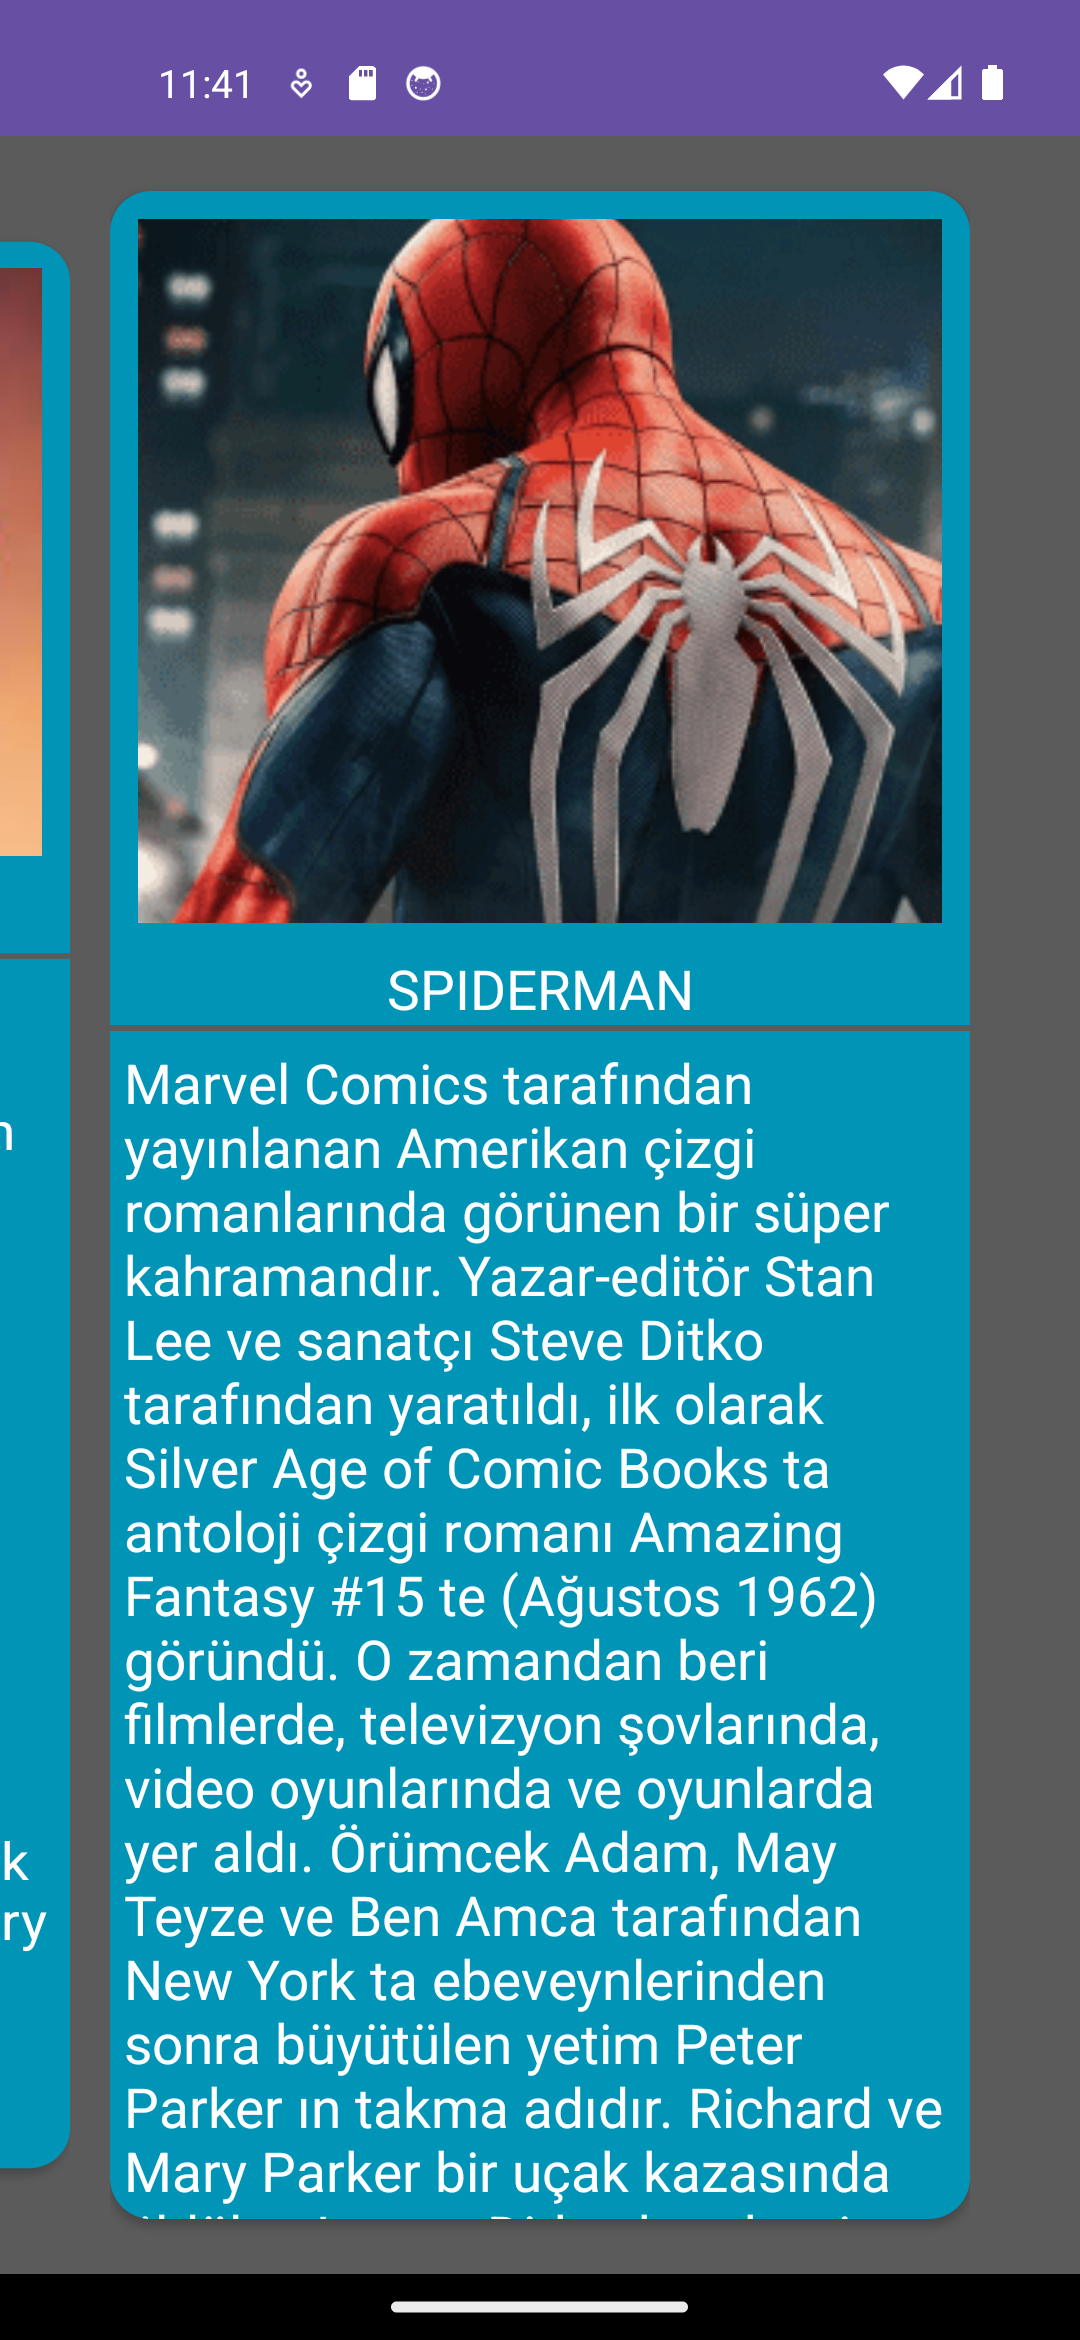 11:41
SPIDERMAN
Marvel Comics tarafından
yayınlanan Amerikan çizgi
romanlarında görünen bir süper
kahramandır. Yazar-editör Stan
Lee ve sanatçı Steve Ditko
tarafından yaratıldı, ilk olarak
Silver Age of Comic Books ta
antoloji çizgi romanı Amazing
Fantasy #15 te (Ağustos 1962)
göründü. O zamandan beri
filmlerde, televizyon şovlarında,
video oyunlarında ve oyunlarda
yer aldı. Örümcek Adam, May
Teyze ve Ben Amca tarafından
New York ta ebeveynlerinden
sonra büyütülen yetim Peter
Parker ın takma adıdır. Richard ve
Mary Parker bir uçak kazasında